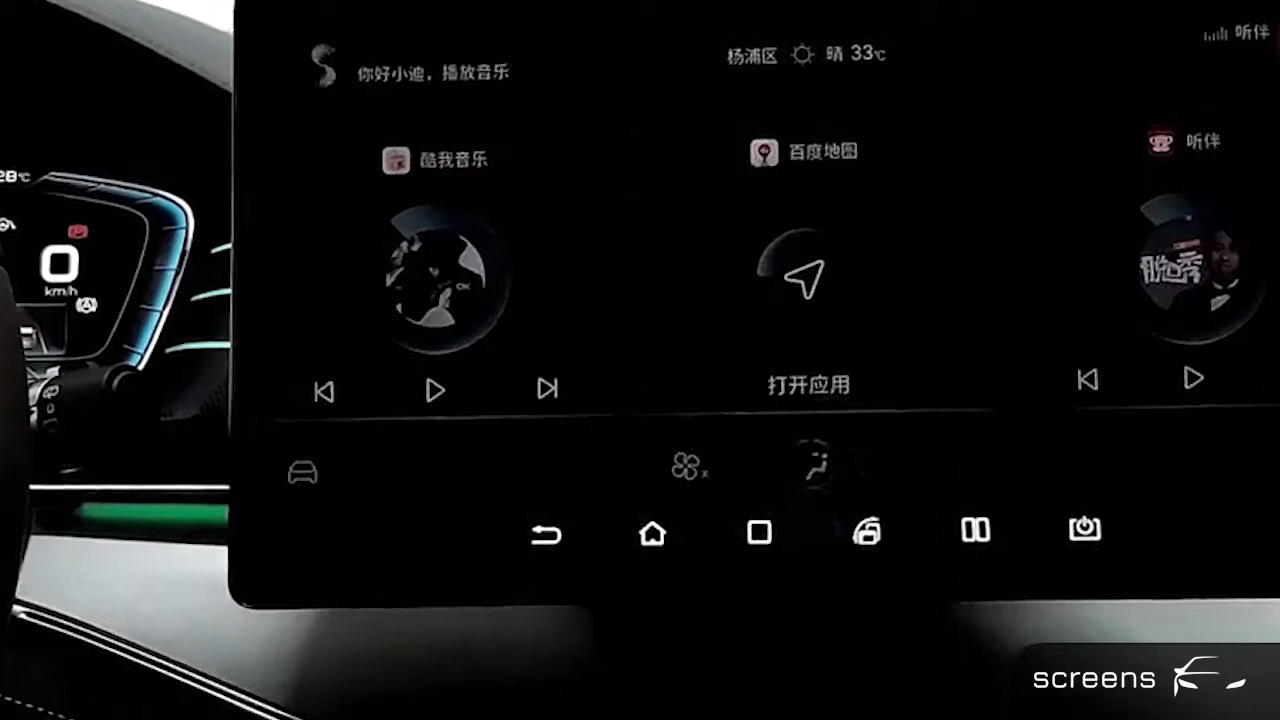 听伴
杨浦区 晴 33℃
你好小迪，播放音乐
酷我音乐
百度地图
听伴
28℃
0
km/h
打开应用
screens